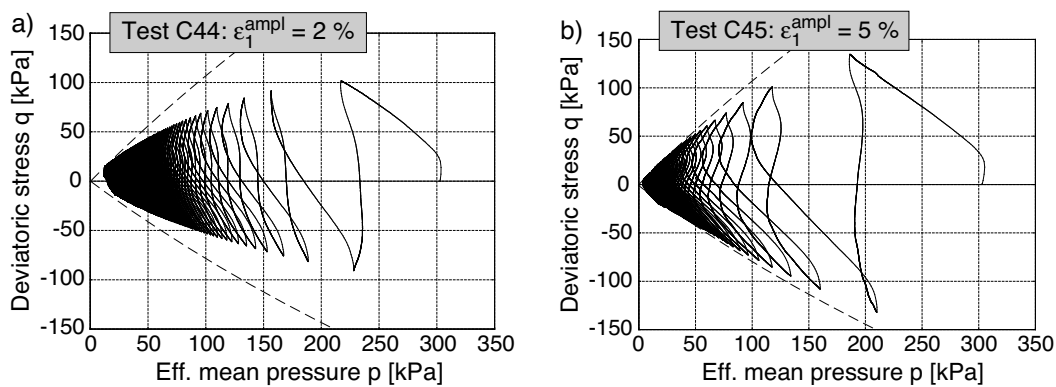 a)
Test C44: ε₁ᵃᵐᵖˡ = 2 %
Deviatoric stress q [kPa]
150
100
50
0
-50
-100
-150
0 50 100 150 200 250 300 350
Eff. mean pressure p [kPa]
b)
Test C45: ε₁ᵃᵐᵖˡ = 5 %
Deviatoric stress q [kPa]
150
100
50
0
-50
-100
-150
0 50 100 150 200 250 300 350
Eff. mean pressure p [kPa]